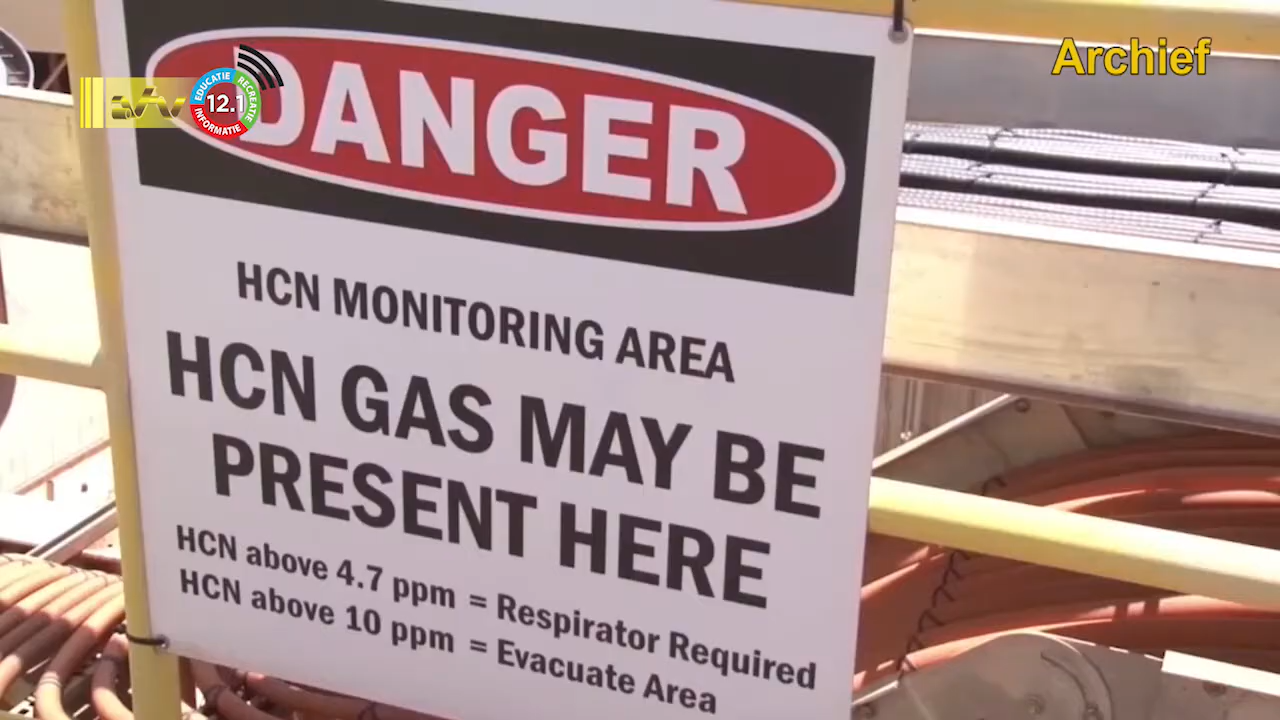 Archief
atv
12.1
EDUCATIE
RECREATIE
INFORMATIE
DANGER
HCN MONITORING AREA
HCN GAS MAY BE
PRESENT HERE
HCN above 4.7 ppm = Respirator Required
HCN above 10 ppm = Evacuate Area